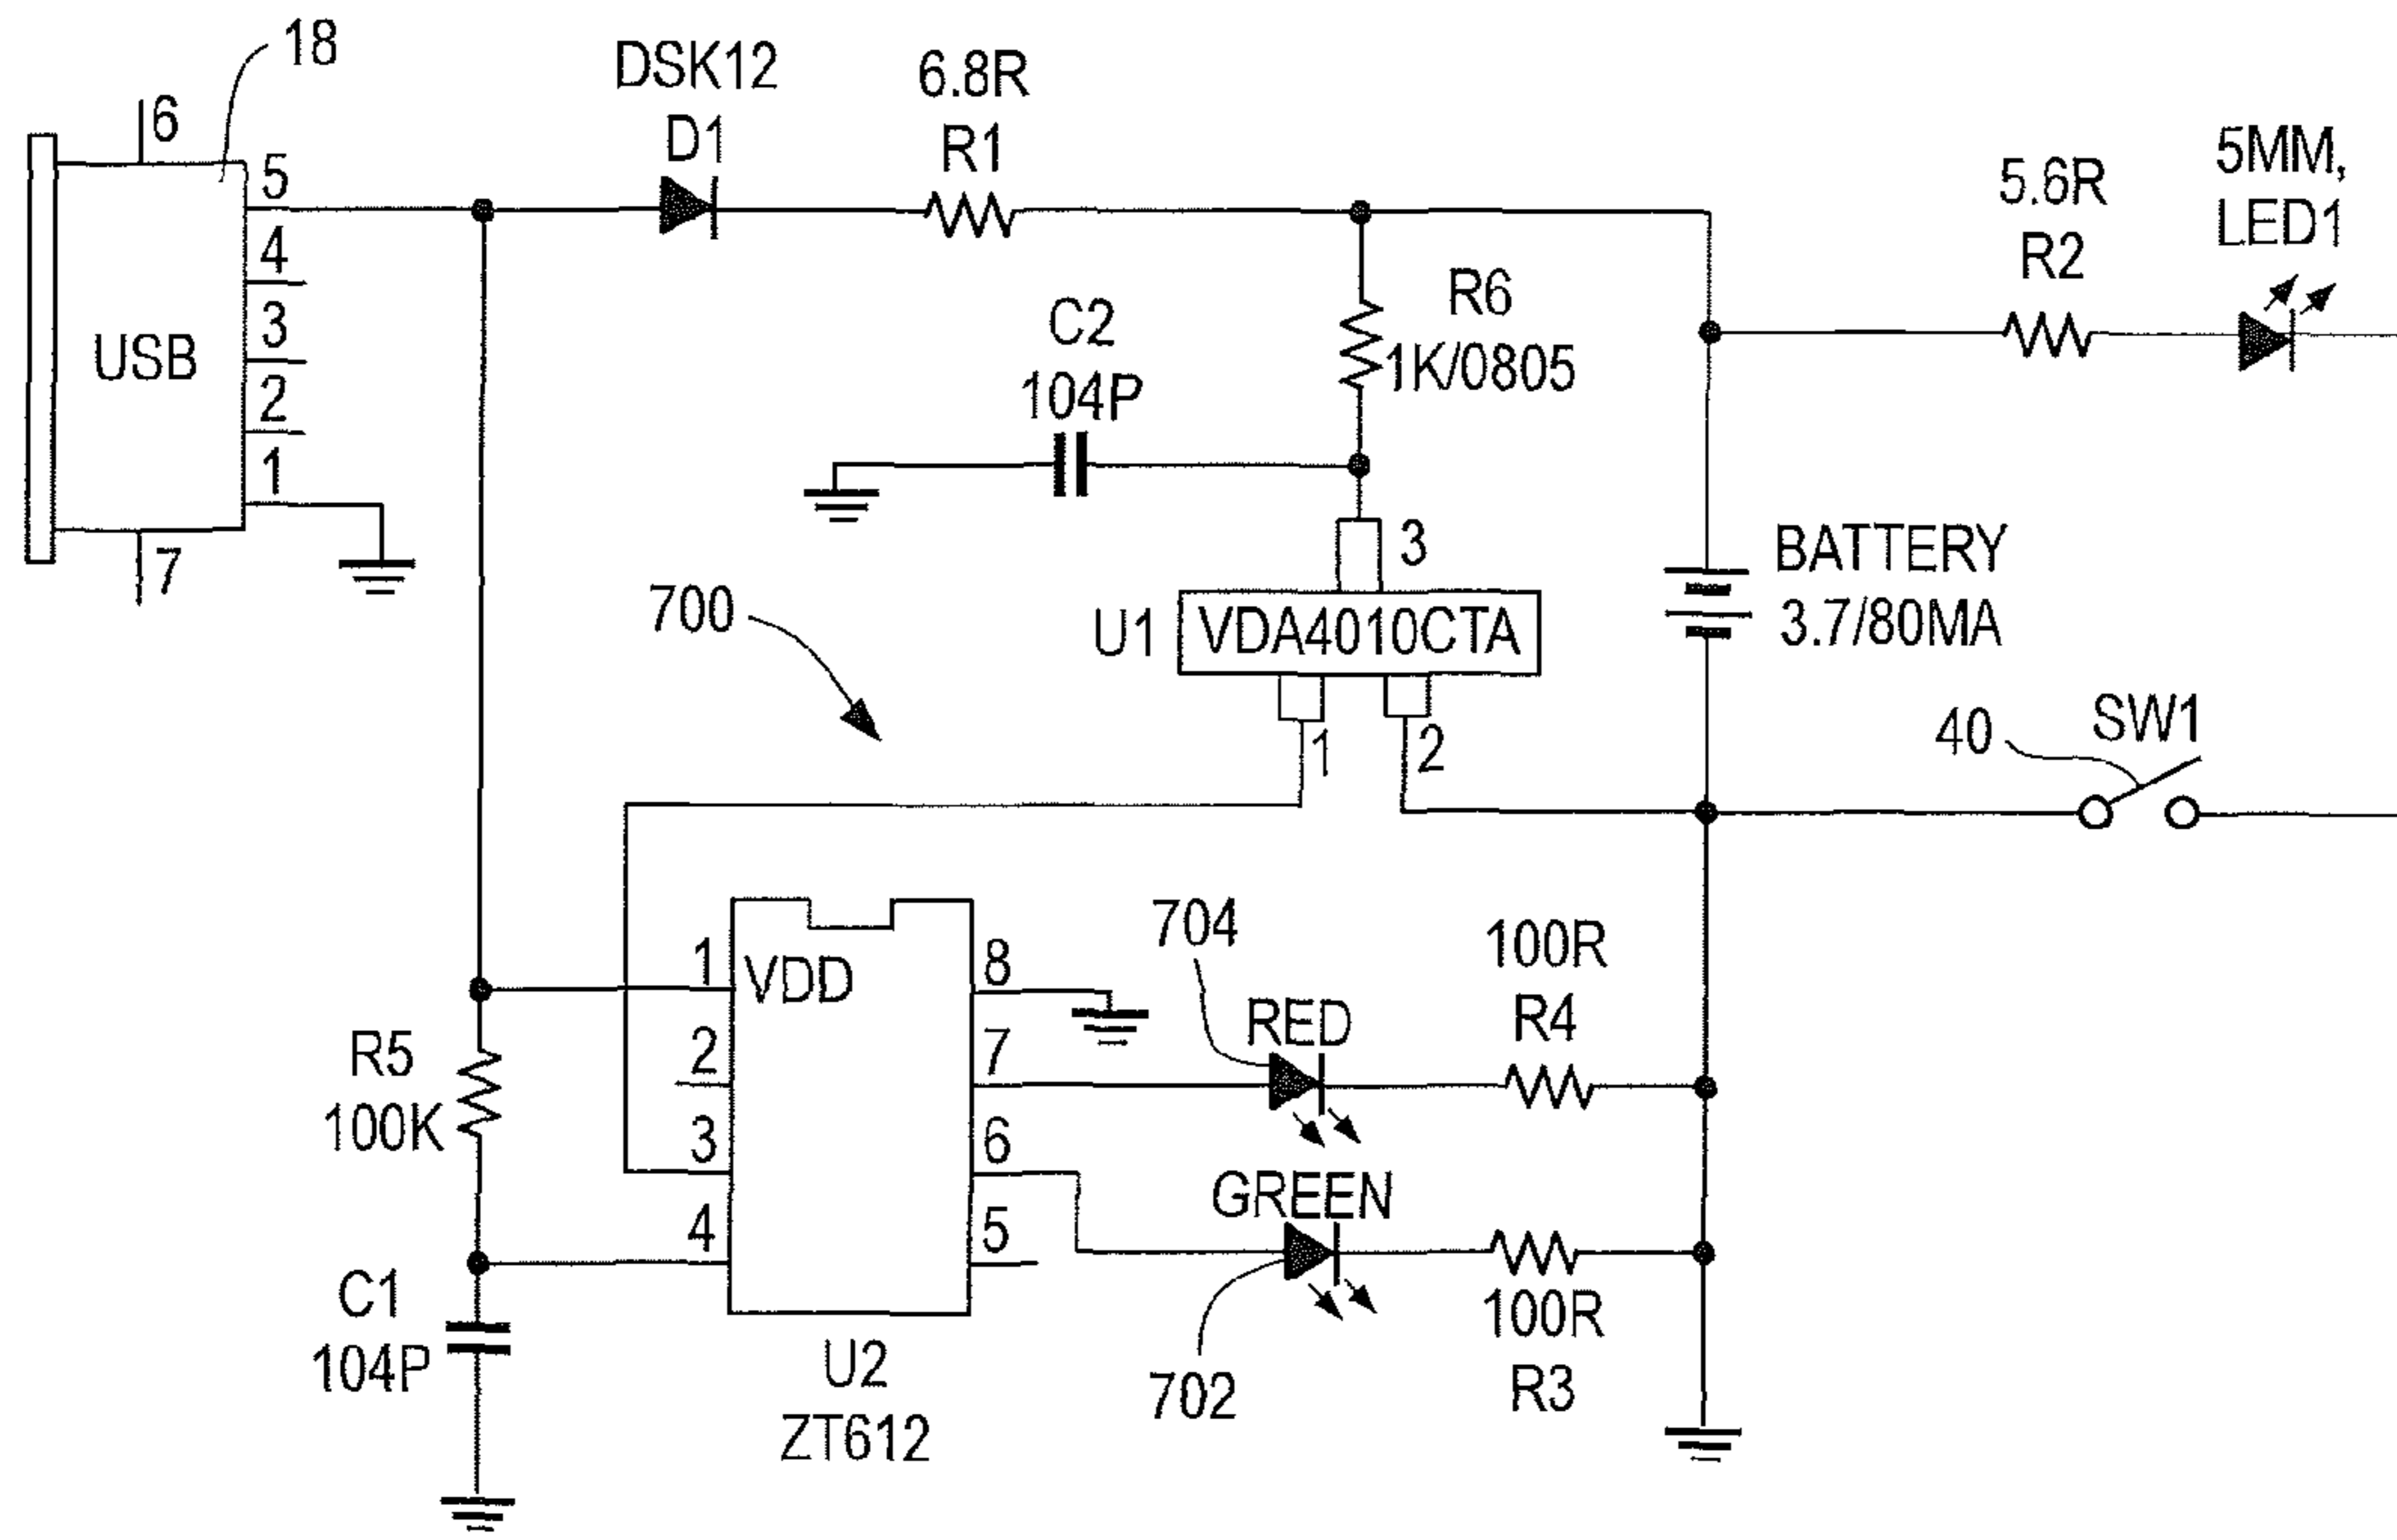 18
6
5
4
3
2
1
7
USB
DSK12
D1
6.8R
R1
5.6R
R2
5MM,
LED1
C2
104P
R6
1K/0805
3
U1
VDA4010CTA
1
2
700
BATTERY
3.7/80MA
40
SW1
R5
100K
C1
104P
1
VDD
2
3
4
8
7
6
5
U2
ZT612
704
RED
100R
R4
GREEN
702
100R
R3